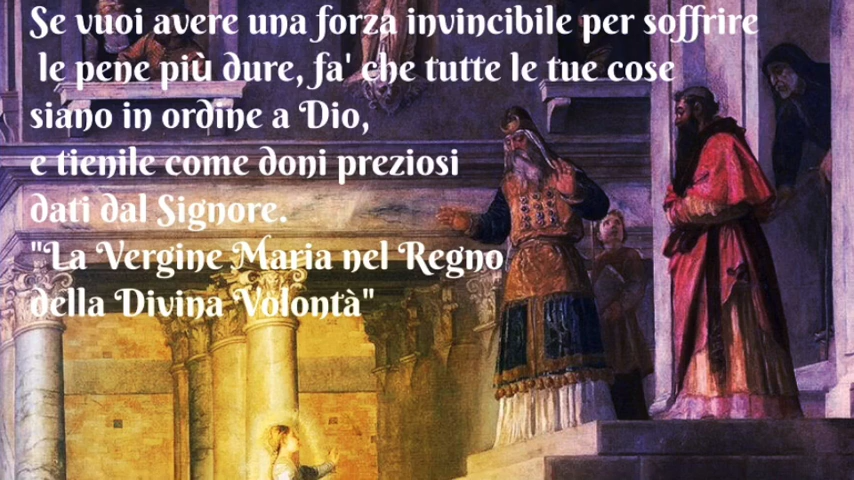 Se vuoi avere una forza invincibile per soffrire
le pene più dure, fa' che tutte le tue cose
siano in ordine a Dio,
e tienile come doni preziosi
dati dal Signore.
"La Vergine Maria nel Regno
della Divina Volontà"